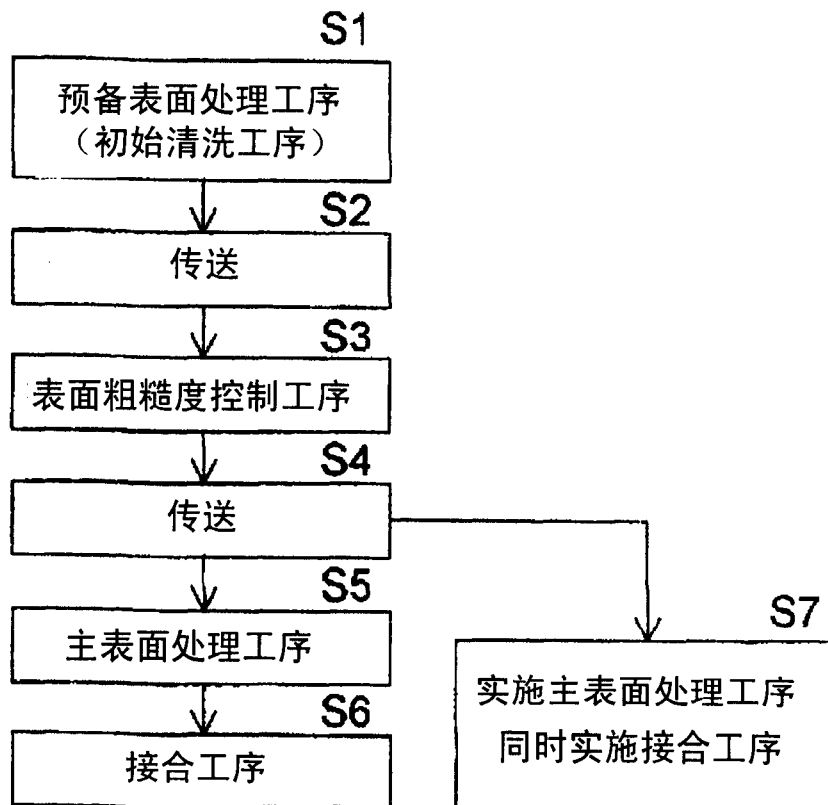 S1
预备表面处理工序
（初始清洗工序）
S2
传送
S3
表面粗糙度控制工序
S4
传送
S5
主表面处理工序
S6
接合工序
S7
实施主表面处理工序
同时实施接合工序